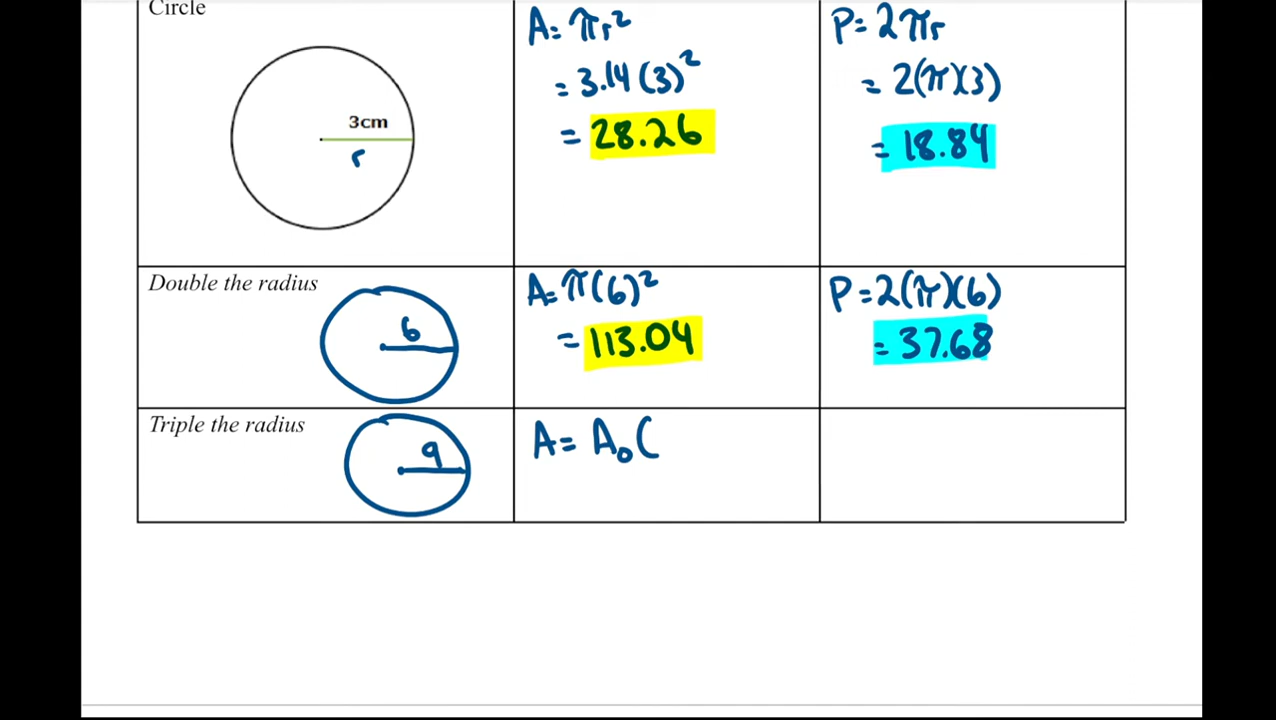 Circle
A = πr²
P = 2πr
= 3.14 (3)²
= 2(π)(3)
3cm
r
= 28.26
= 18.84
Double the radius
6
A = π(6)²
P = 2(π)(6)
= 113.04
= 37.68
Triple the radius
9
A = A₀ (